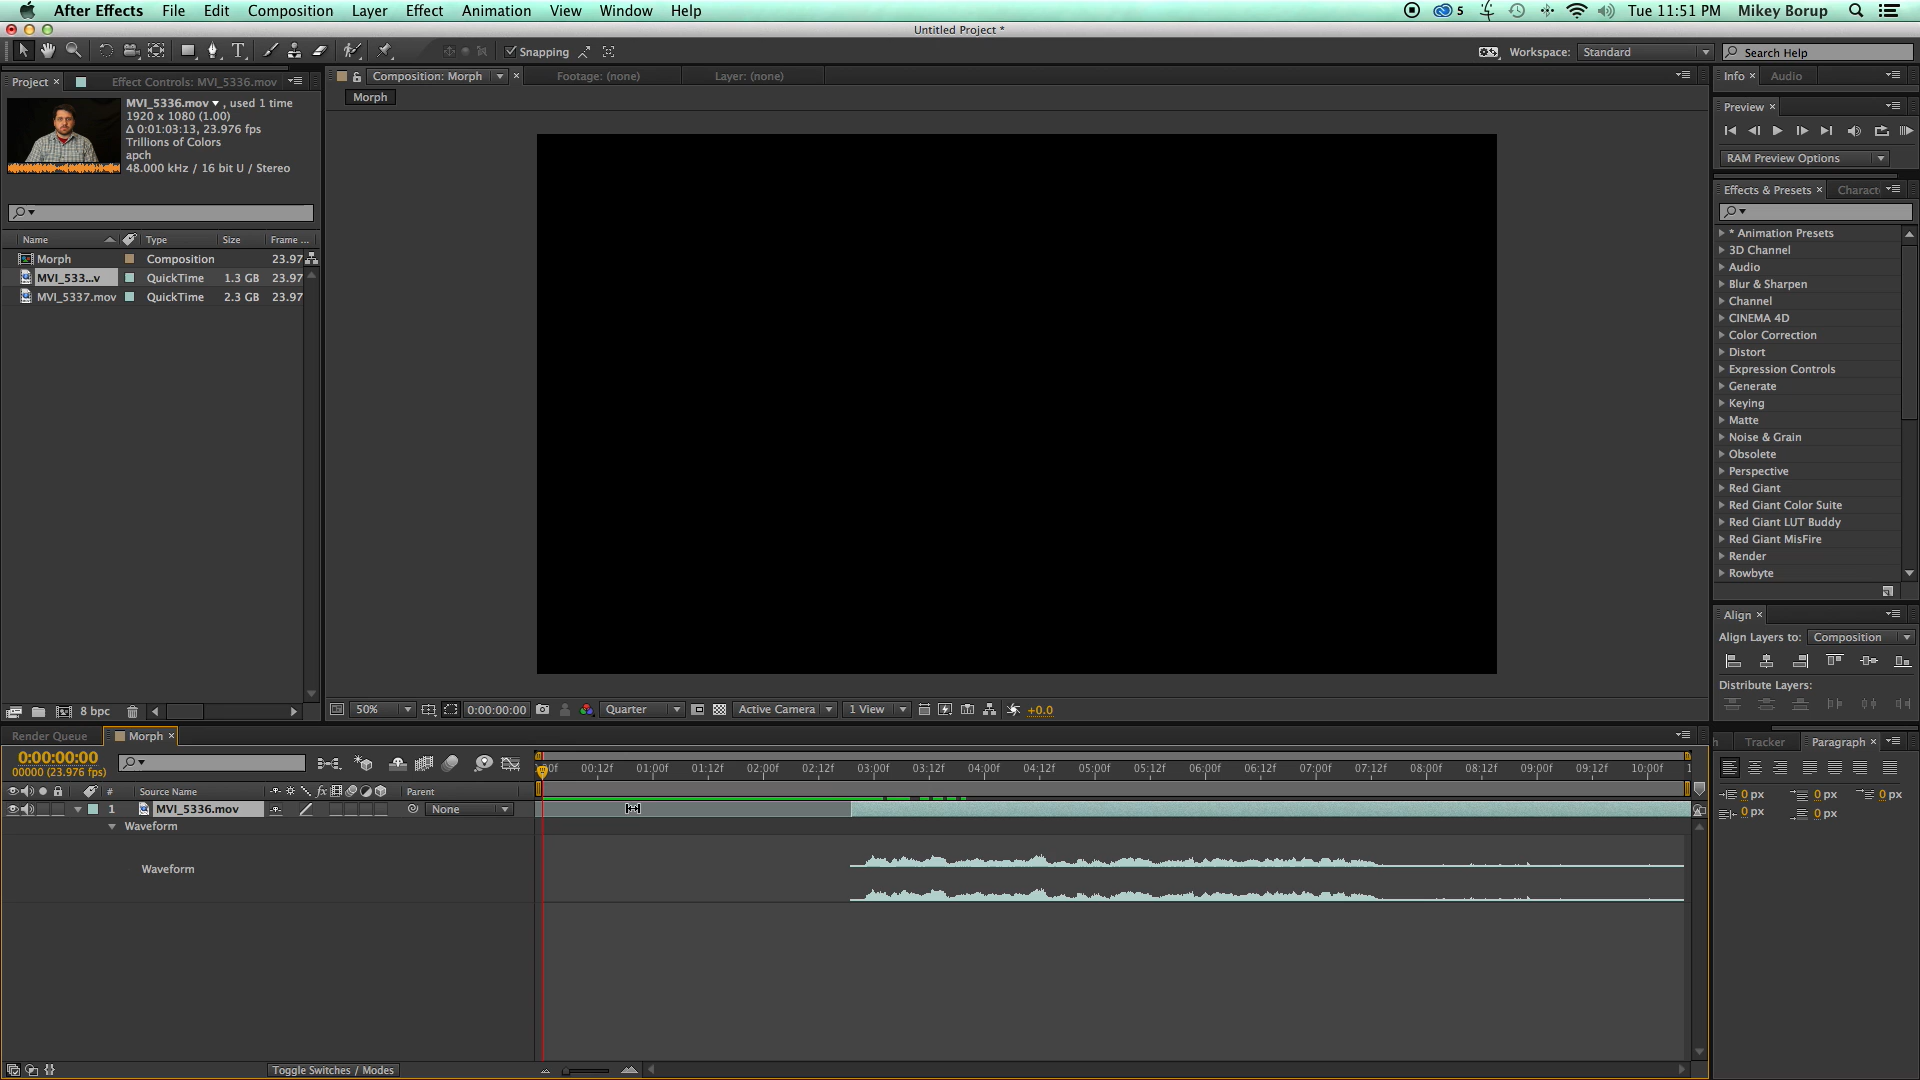 After Effects File Edit Composition Layer Effect Animation View Window Help 5 Tue 11:51 PM Mikey Borup
Untitled Project *
Snapping Workspace: Standard Search Help
Project Effect Controls: MVI_5336.mov
MVI_5336.mov , used 1 time
1920 x 1080 (1.00)
Δ 0:01:03:13, 23.976 fps
Trillions of Colors
apch
48.000 kHz / 16 bit U / Stereo
Name Type Size Frame ...
Morph Composition 23.97
MVI_533...v QuickTime 1.3 GB 23.97
MVI_5337.mov QuickTime 2.3 GB 23.97
8 bpc
Composition: Morph Footage: (none) Layer: (none)
Morph
50% 0:00:00:00 Quarter Active Camera 1 View +0.0
Info Audio
Preview
RAM Preview Options
Effects & Presets Charact
* Animation Presets
3D Channel
Audio
Blur & Sharpen
Channel
CINEMA 4D
Color Correction
Distort
Expression Controls
Generate
Keying
Matte
Noise & Grain
Obsolete
Perspective
Red Giant
Red Giant Color Suite
Red Giant LUT Buddy
Red Giant MisFire
Render
Rowbyte
Align
Align Layers to: Composition
Distribute Layers:
Render Queue Morph
0:00:00:00
00000 (23.976 fps)
00f 00:12f 01:00f 01:12f 02:00f 02:12f 03:00f 03:12f 04:00f 04:12f 05:00f 05:12f 06:00f 06:12f 07:00f 07:12f 08:00f 08:12f 09:00f 09:12f 10:00f 1
# Source Name fx Parent
1 MVI_5336.mov None
Waveform
Waveform
Toggle Switches / Modes
h Tracker Paragraph
0 px 0 px 0 px
0 px 0 px